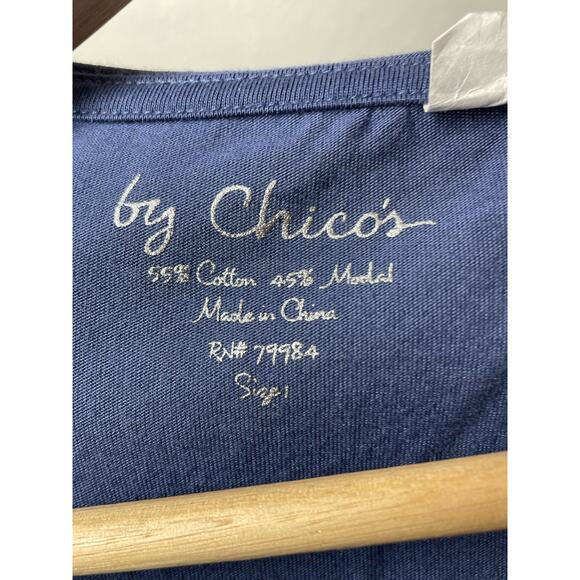 by Chico's
55% Cotton 45% Modal
Made in China
RN# 79984
Size 1